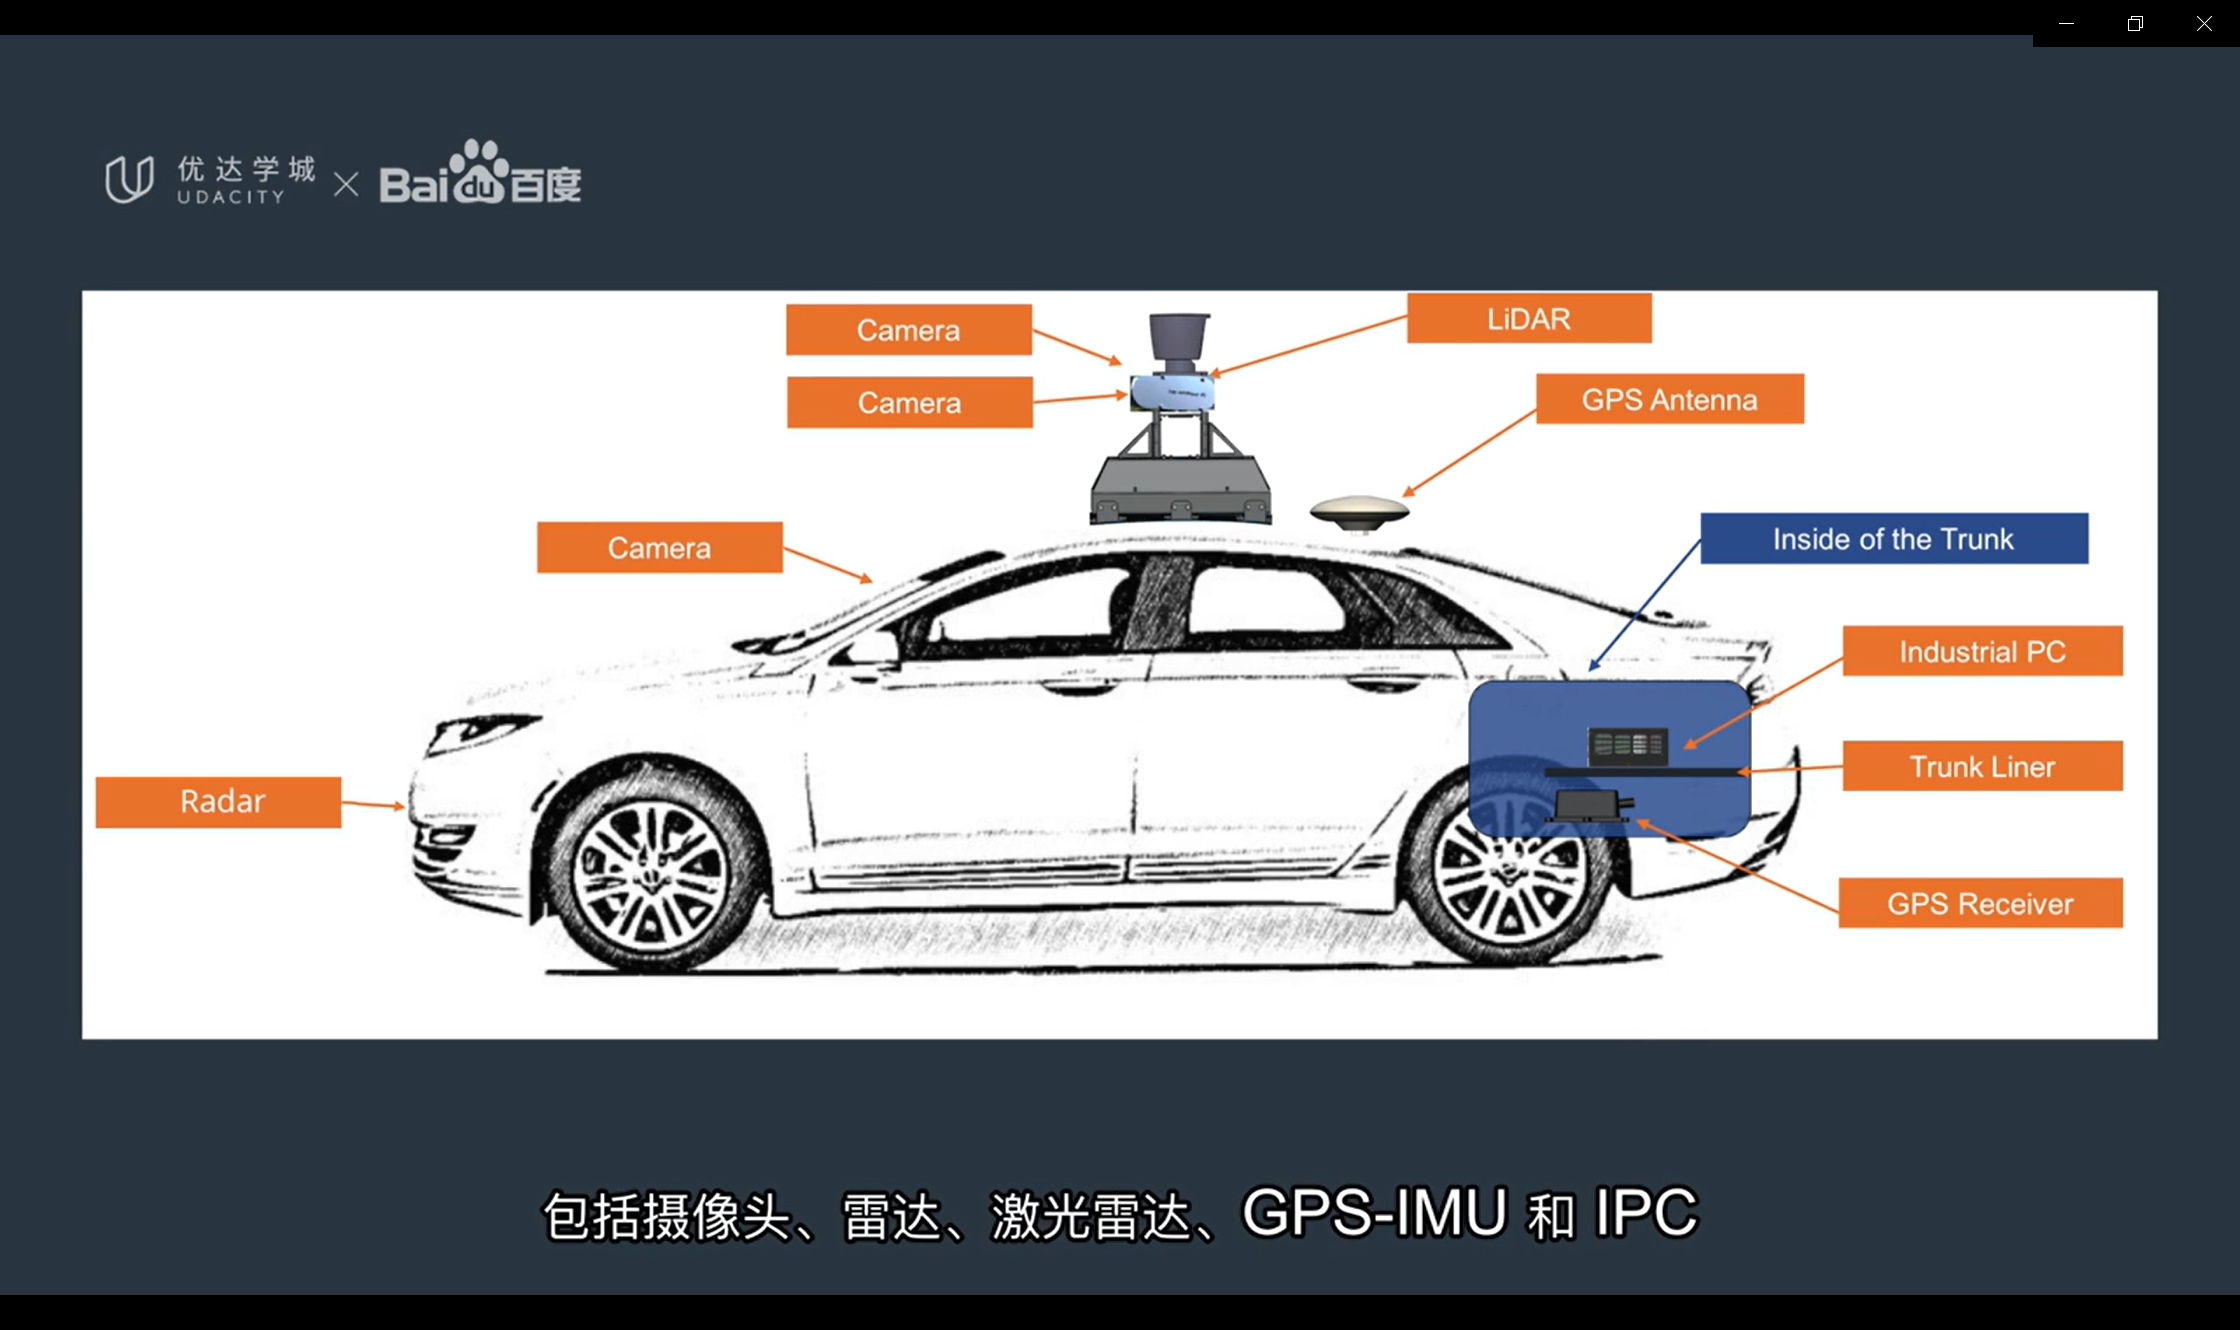 优达学城
UDACITY
Baidu百度
Camera
LiDAR
Camera
GPS Antenna
Camera
Inside of the Trunk
Industrial PC
Trunk Liner
Radar
GPS Receiver
包括摄像头、雷达、激光雷达、GPS-IMU 和 IPC